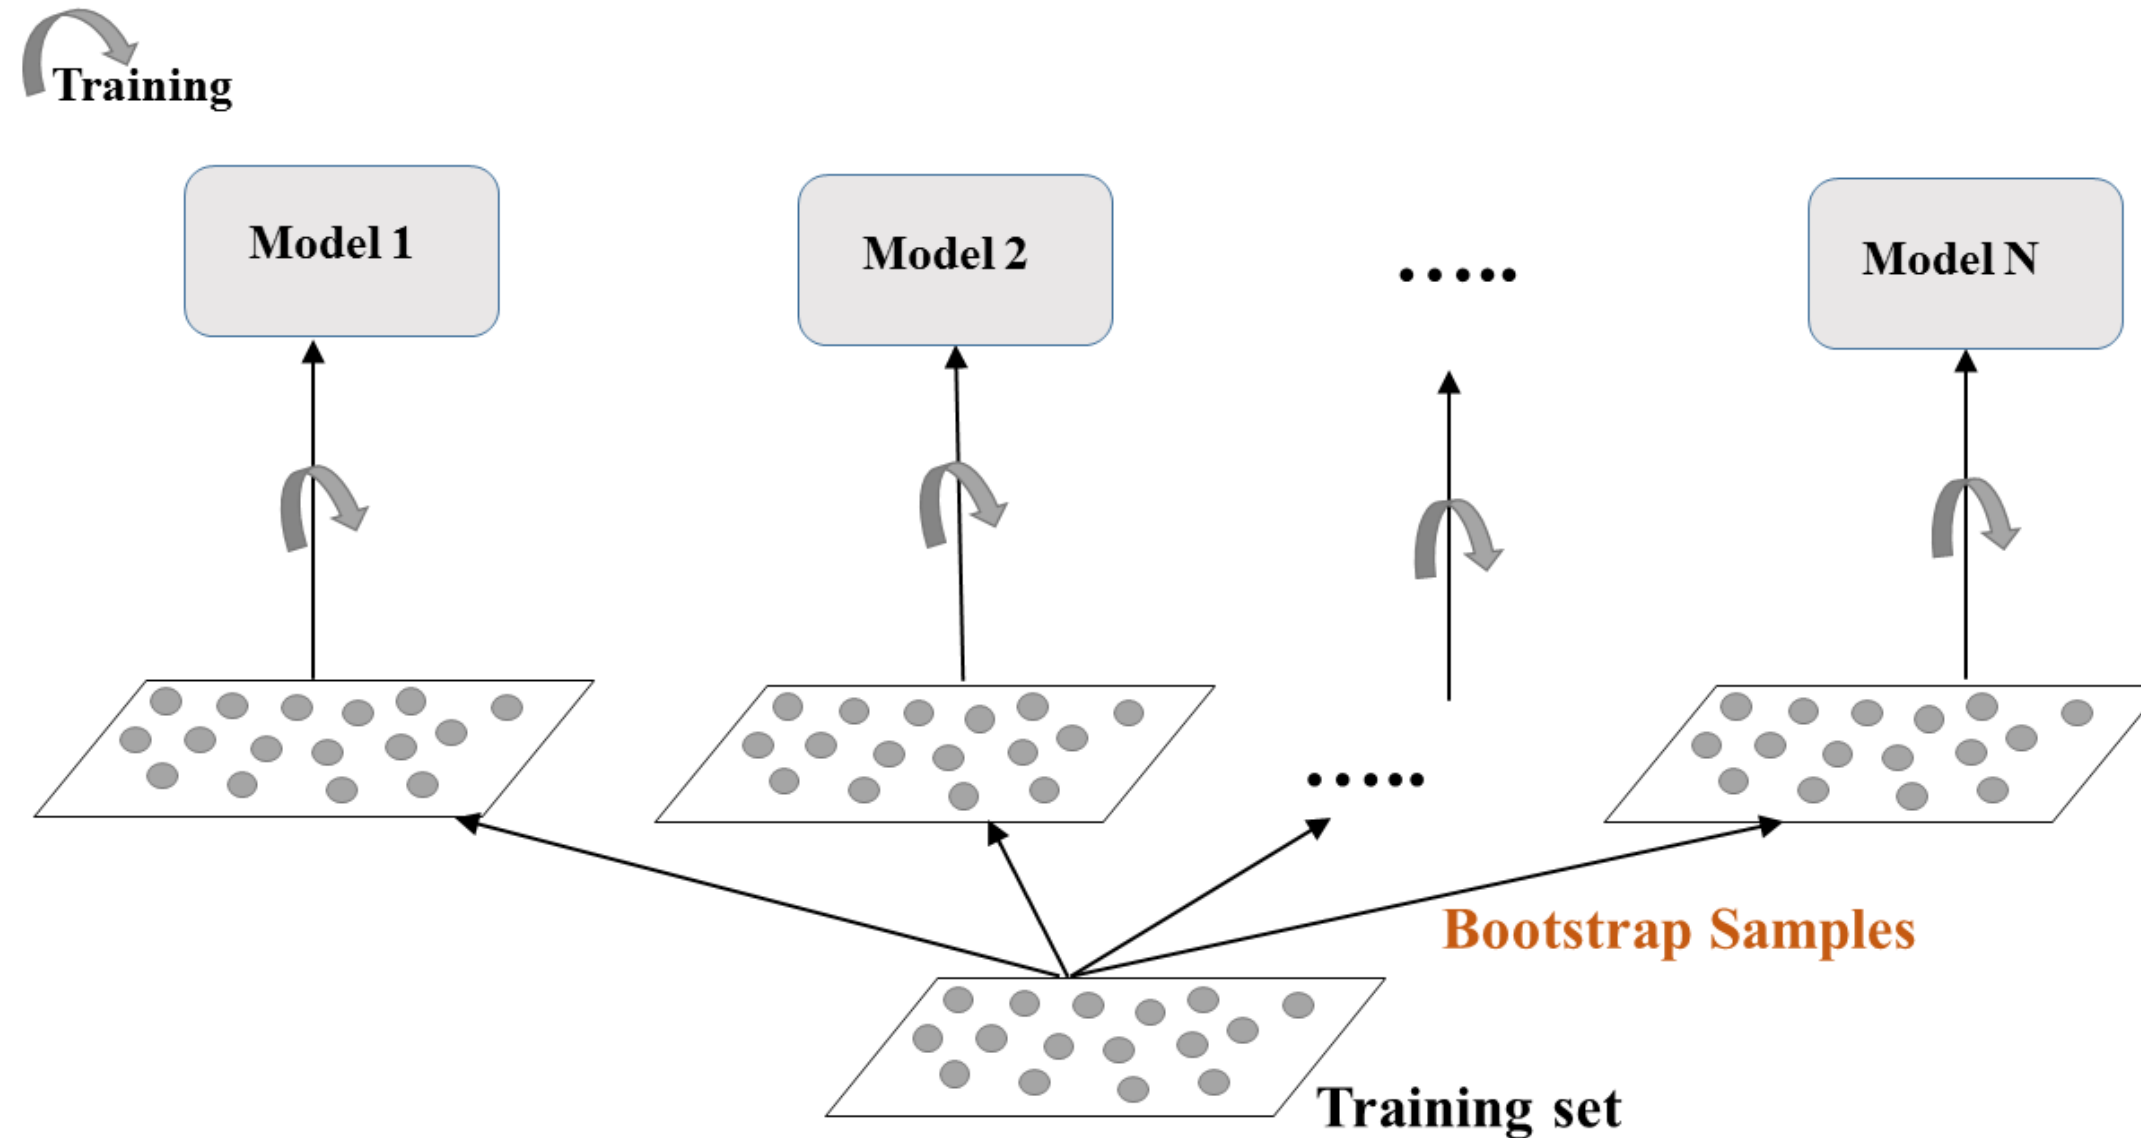 Training
Model 1
Model 2
.....
Model N
.....
Bootstrap Samples
Training set